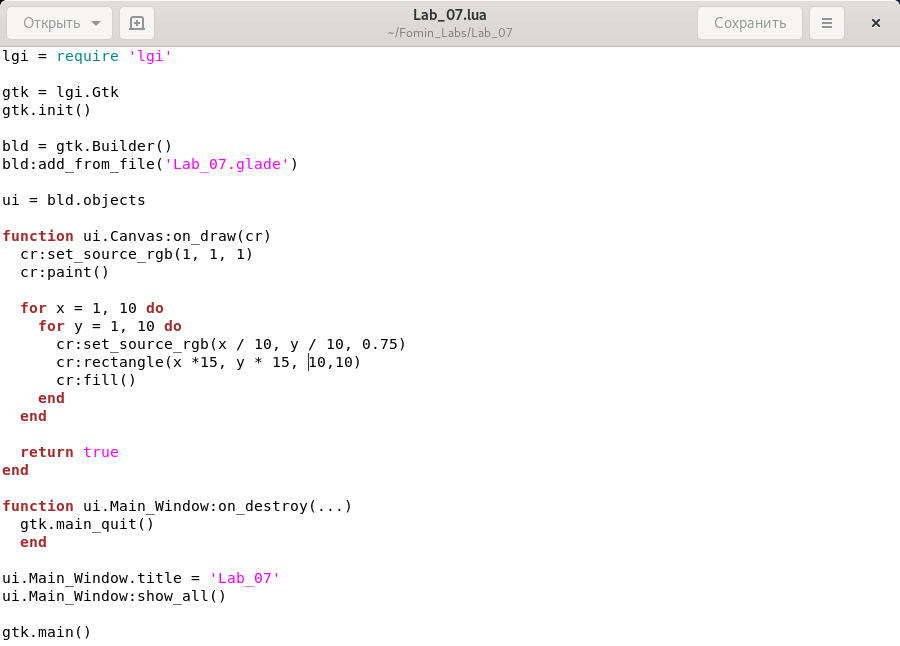 Открыть
Lab_07.lua
~/Fomin_Labs/Lab_07
Сохранить
lgi = require 'lgi'

gtk = lgi.Gtk
gtk.init()

bld = gtk.Builder()
bld:add_from_file('Lab_07.glade')

ui = bld.objects

function ui.Canvas:on_draw(cr)
  cr:set_source_rgb(1, 1, 1)
  cr:paint()

  for x = 1, 10 do
    for y = 1, 10 do
      cr:set_source_rgb(x / 10, y / 10, 0.75)
      cr:rectangle(x *15, y * 15, 10,10)
      cr:fill()
    end
  end

  return true
end

function ui.Main_Window:on_destroy(...)
  gtk.main_quit()
  end

ui.Main_Window.title = 'Lab_07'
ui.Main_Window:show_all()

gtk.main()